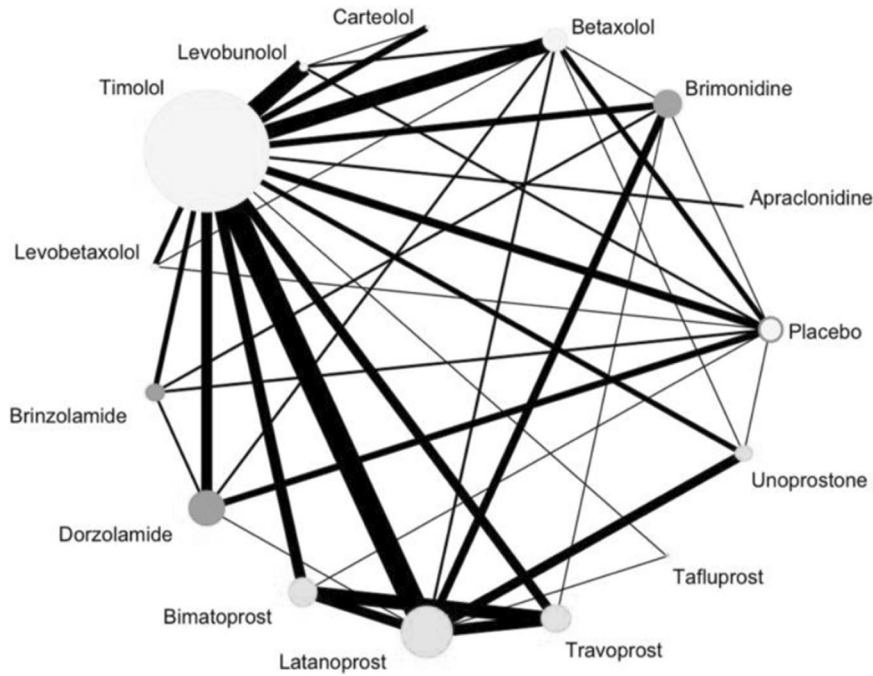 Carteolol
Betaxolol
Levobunolol
Timolol
Brimonidine
Apraclonidine
Levobetaxolol
Placebo
Brinzolamide
Unoprostone
Dorzolamide
Tafluprost
Bimatoprost
Travoprost
Latanoprost